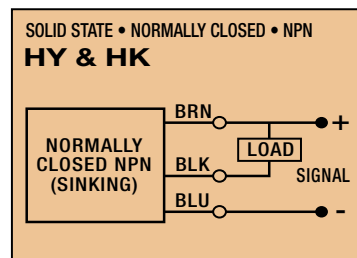 SOLID STATE • NORMALLY CLOSED • NPN
HY & HK
BRN
+
NORMALLY
CLOSED NPN
(SINKING)
LOAD
BLK
SIGNAL
BLU
-